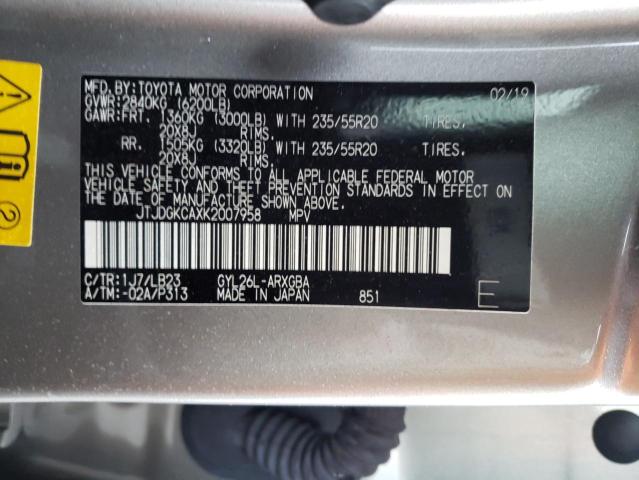 MFD.BY:TOYOTA MOTOR CORPORATION 02/19
GVWR:2840KG (6200LB)
GAWR:FRT. 1360KG (3000LB) WITH 235/55R20 TIRES,
20X8J RIMS,
RR. 1505KG (3320LB) WITH 235/55R20 TIRES,
20X8J RIMS,
THIS VEHICLE CONFORMS TO ALL APPLICABLE FEDERAL MOTOR
VEHICLE SAFETY AND THEFT PREVENTION STANDARDS IN EFFECT ON
THE DATE OF MANUFACTURE SHOWN ABOVE.
JTJDGKCAXK2007958 MPV
C/TR:1J7/LB23 GYL26L-ARXGBA
A/TM:-02A/P313 MADE IN JAPAN 851 E
2